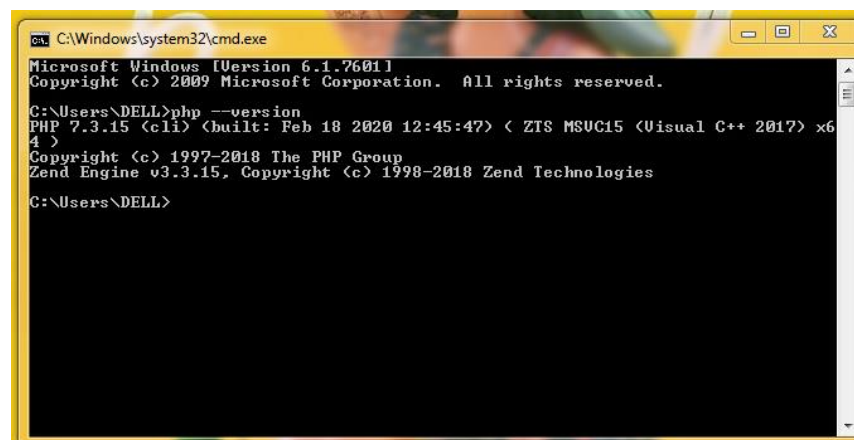 C:\Windows\system32\cmd.exe
Microsoft Windows [Version 6.1.7601]
Copyright (c) 2009 Microsoft Corporation.  All rights reserved.
C:\Users\DELL>php --version
PHP 7.3.15 (cli) (built: Feb 18 2020 12:45:47) ( ZTS MSVC15 (Visual C++ 2017) x6
4 )
Copyright (c) 1997-2018 The PHP Group
Zend Engine v3.3.15, Copyright (c) 1998-2018 Zend Technologies
C:\Users\DELL>